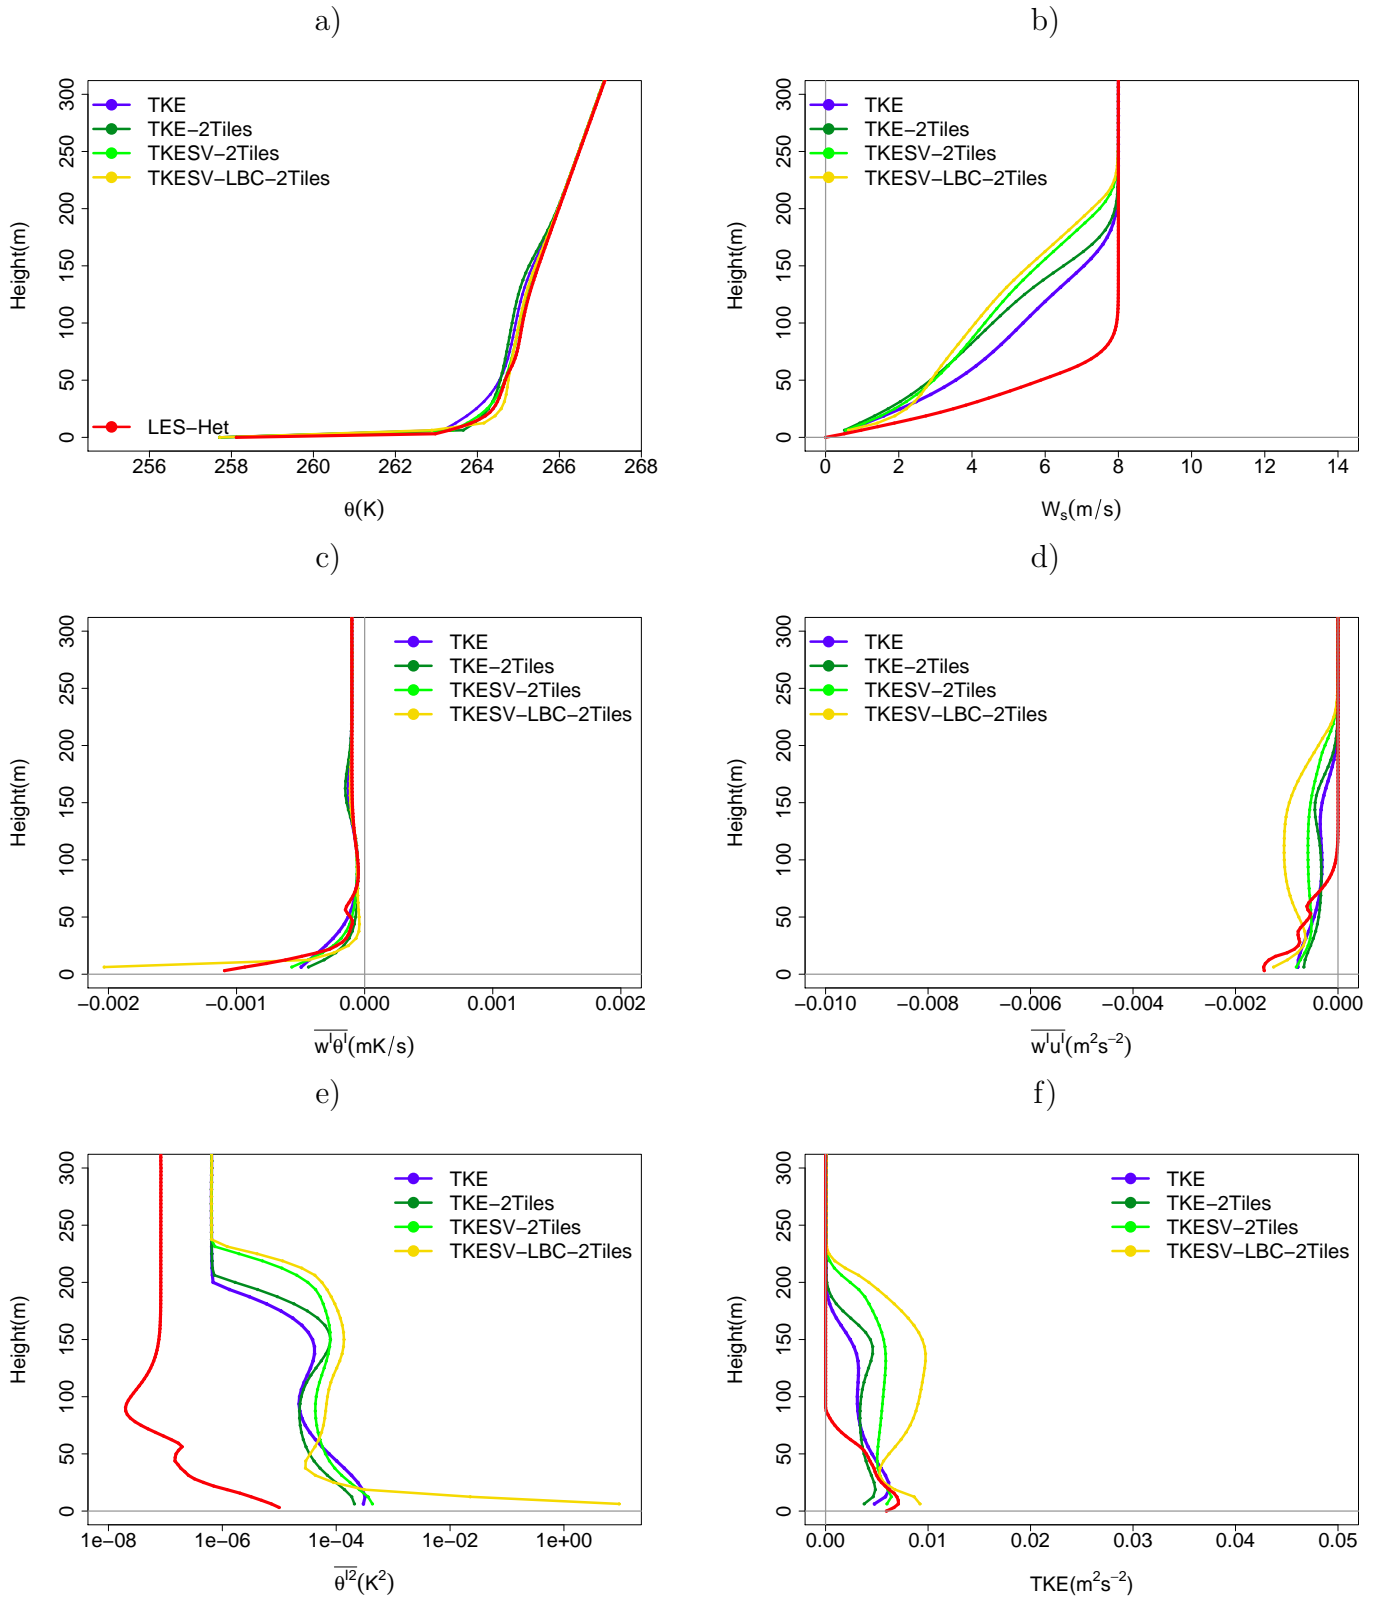 a)
300
250
200
150
100
50
0
Height(m)
TKE
TKE−2Tiles
TKESV−2Tiles
TKESV−LBC−2Tiles
LES−Het
256 258 260 262 264 266 268
θ(K)
b)
300
250
200
150
100
50
0
Height(m)
TKE
TKE−2Tiles
TKESV−2Tiles
TKESV−LBC−2Tiles
0 2 4 6 8 10 12 14
Wₛ(m/s)
c)
300
250
200
150
100
50
0
Height(m)
TKE
TKE−2Tiles
TKESV−2Tiles
TKESV−LBC−2Tiles
−0.002 −0.001 0.000 0.001 0.002
w'θ'(mK/s)
d)
300
250
200
150
100
50
0
Height(m)
TKE
TKE−2Tiles
TKESV−2Tiles
TKESV−LBC−2Tiles
−0.010 −0.008 −0.006 −0.004 −0.002 0.000
w'u'(m²s⁻²)
e)
300
250
200
150
100
50
0
Height(m)
TKE
TKE−2Tiles
TKESV−2Tiles
TKESV−LBC−2Tiles
1e−08 1e−06 1e−04 1e−02 1e+00
θ'²(K²)
f)
300
250
200
150
100
50
0
Height(m)
TKE
TKE−2Tiles
TKESV−2Tiles
TKESV−LBC−2Tiles
0.00 0.01 0.02 0.03 0.04 0.05
TKE(m²s⁻²)